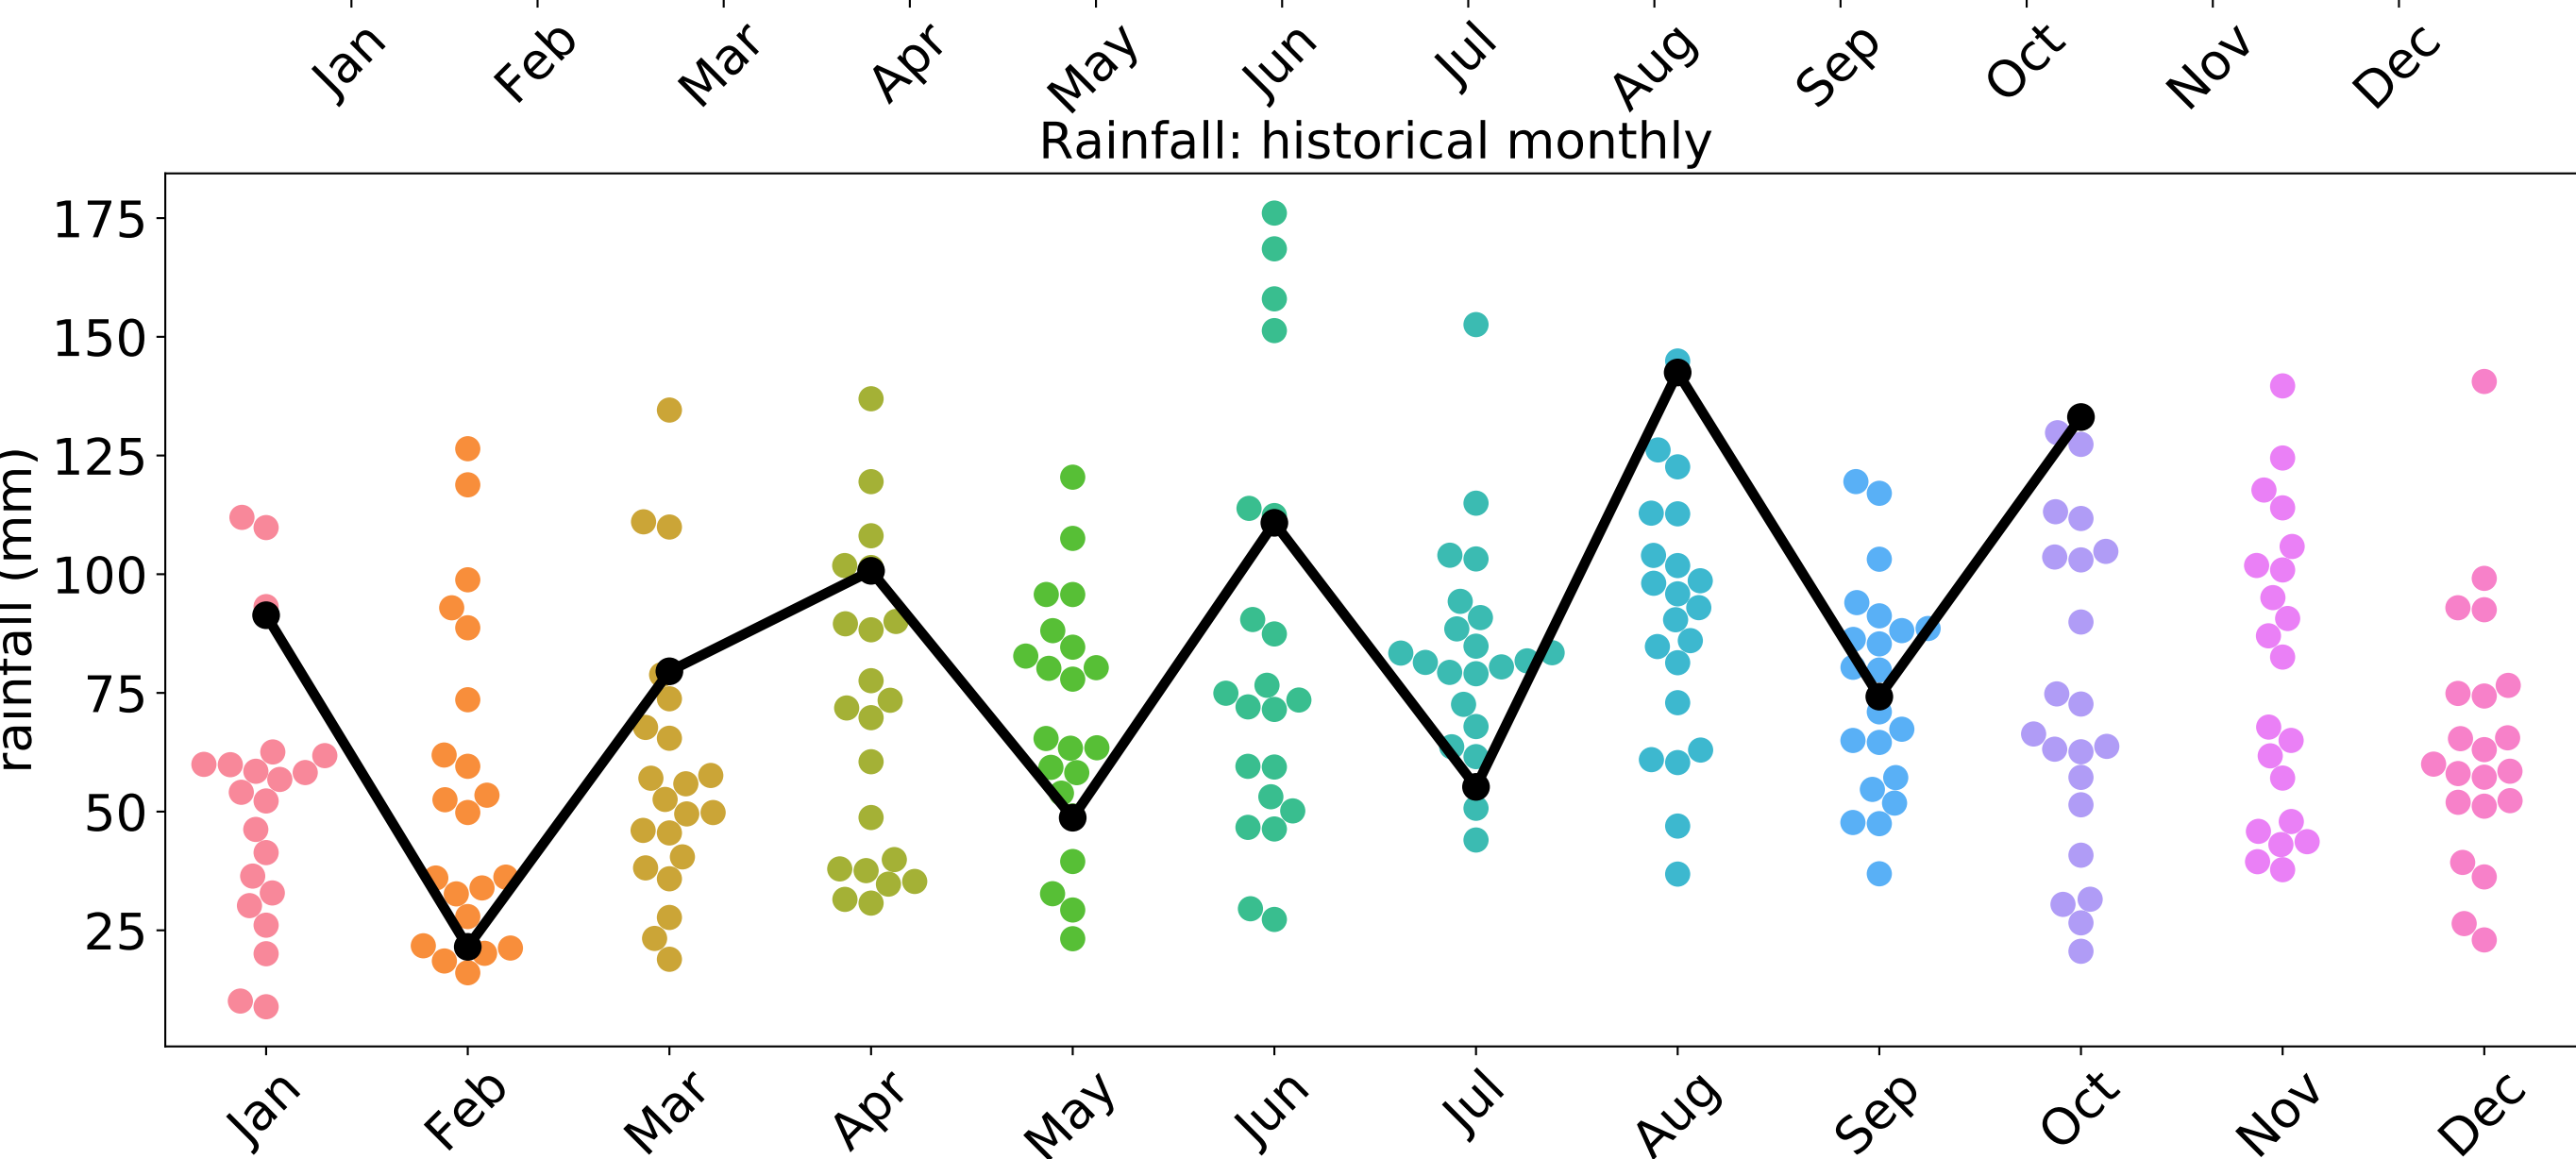 Jan Feb Mar Apr May Jun Jul Aug Sep Oct Nov Dec
Rainfall: historical monthly
175
150
125
100
75
50
25
rainfall (mm)
Jan Feb Mar Apr May Jun Jul Aug Sep Oct Nov Dec